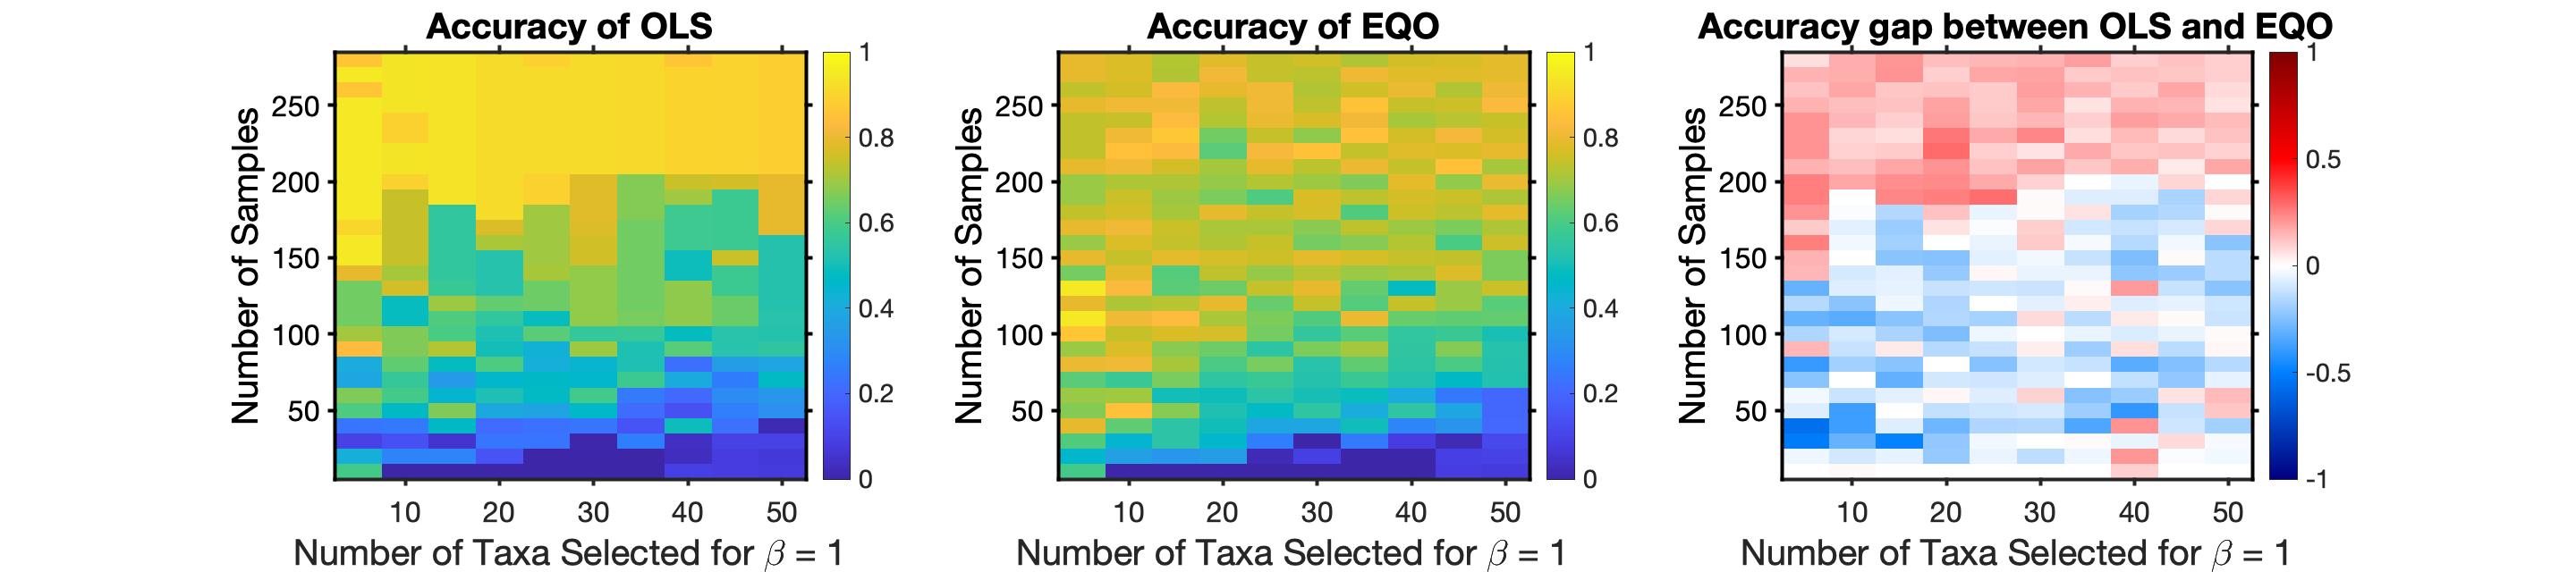 Accuracy of OLS
Number of Samples
250
200
150
100
50
10 20 30 40 50
Number of Taxa Selected for β = 1
1
0.8
0.6
0.4
0.2
0
Accuracy of EQO
Number of Samples
250
200
150
100
50
10 20 30 40 50
Number of Taxa Selected for β = 1
1
0.8
0.6
0.4
0.2
0
Accuracy gap between OLS and EQO
Number of Samples
250
200
150
100
50
10 20 30 40 50
Number of Taxa Selected for β = 1
1
0.5
0
-0.5
-1